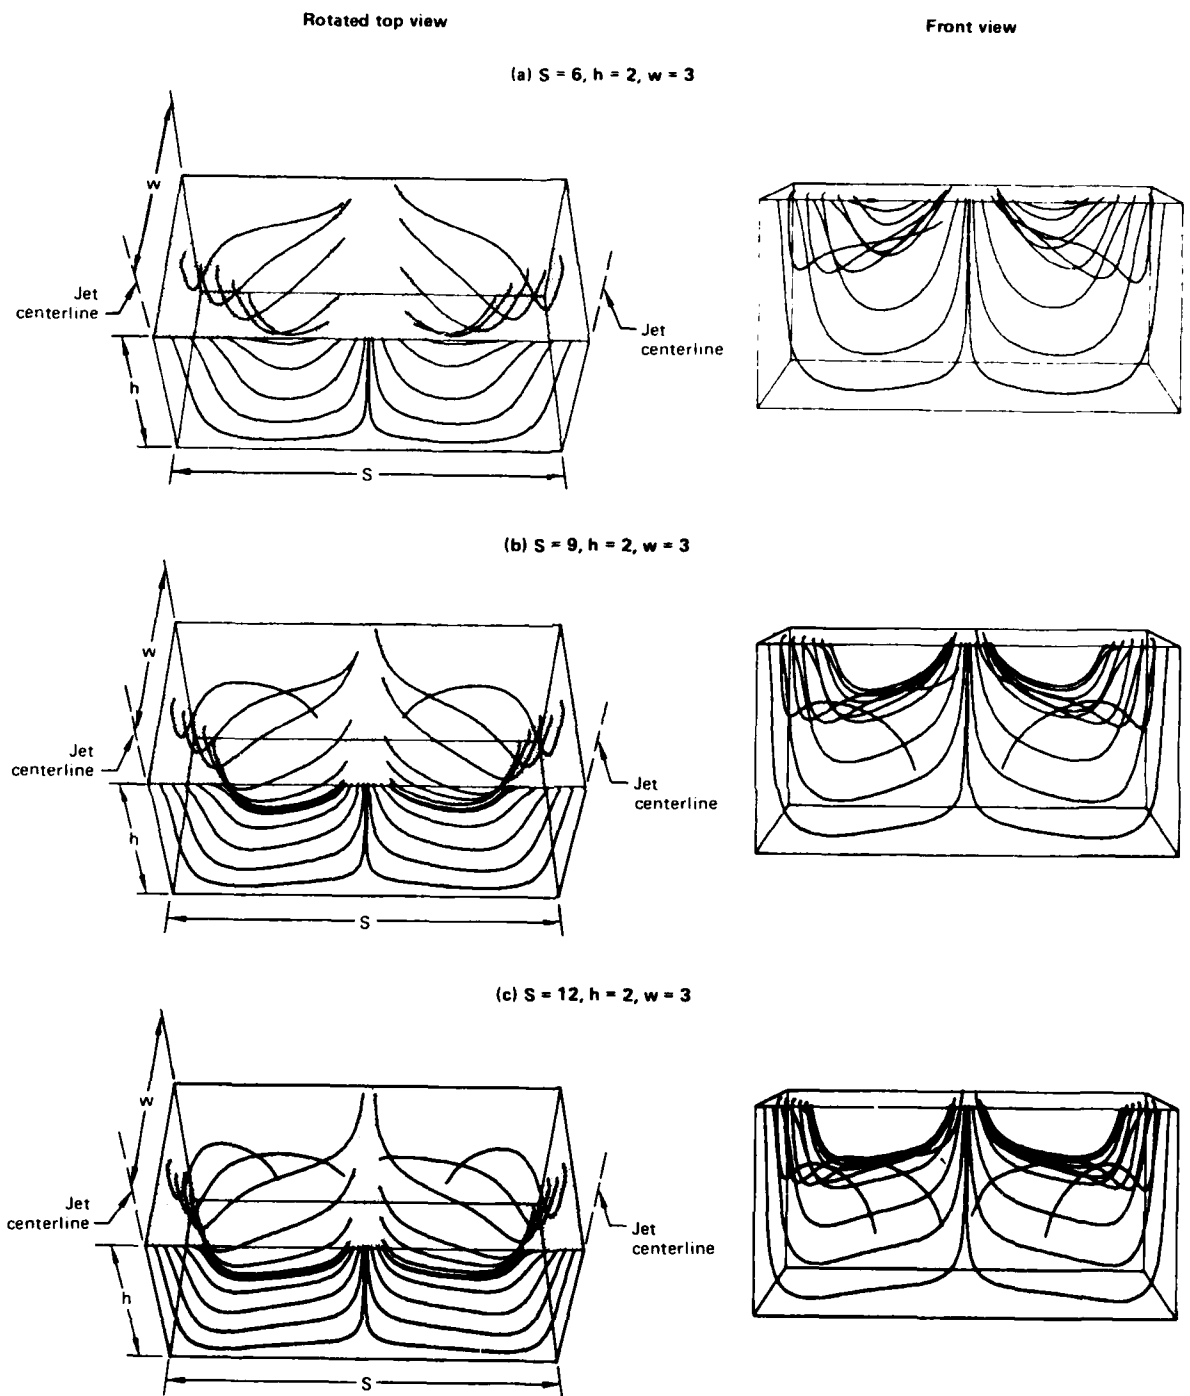 Rotated top view
Front view
(a) S = 6, h = 2, w = 3
w
Jet
centerline
Jet
centerline
h
S
(b) S = 9, h = 2, w = 3
w
Jet
centerline
Jet
centerline
h
S
(c) S = 12, h = 2, w = 3
w
Jet
centerline
Jet
centerline
h
S